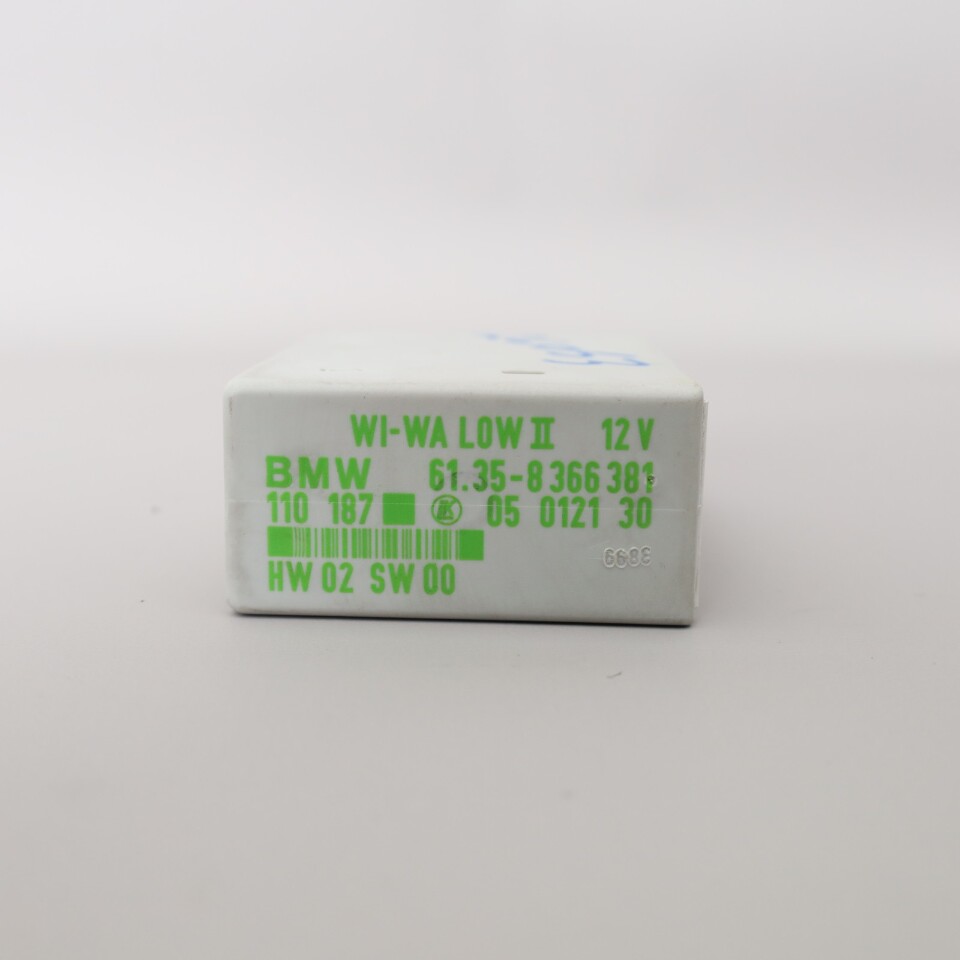 WI-WA LOW II 12 V
BMW 61.35-8 366 381
110 187 05 0121 30
3899
HW 02 SW 00